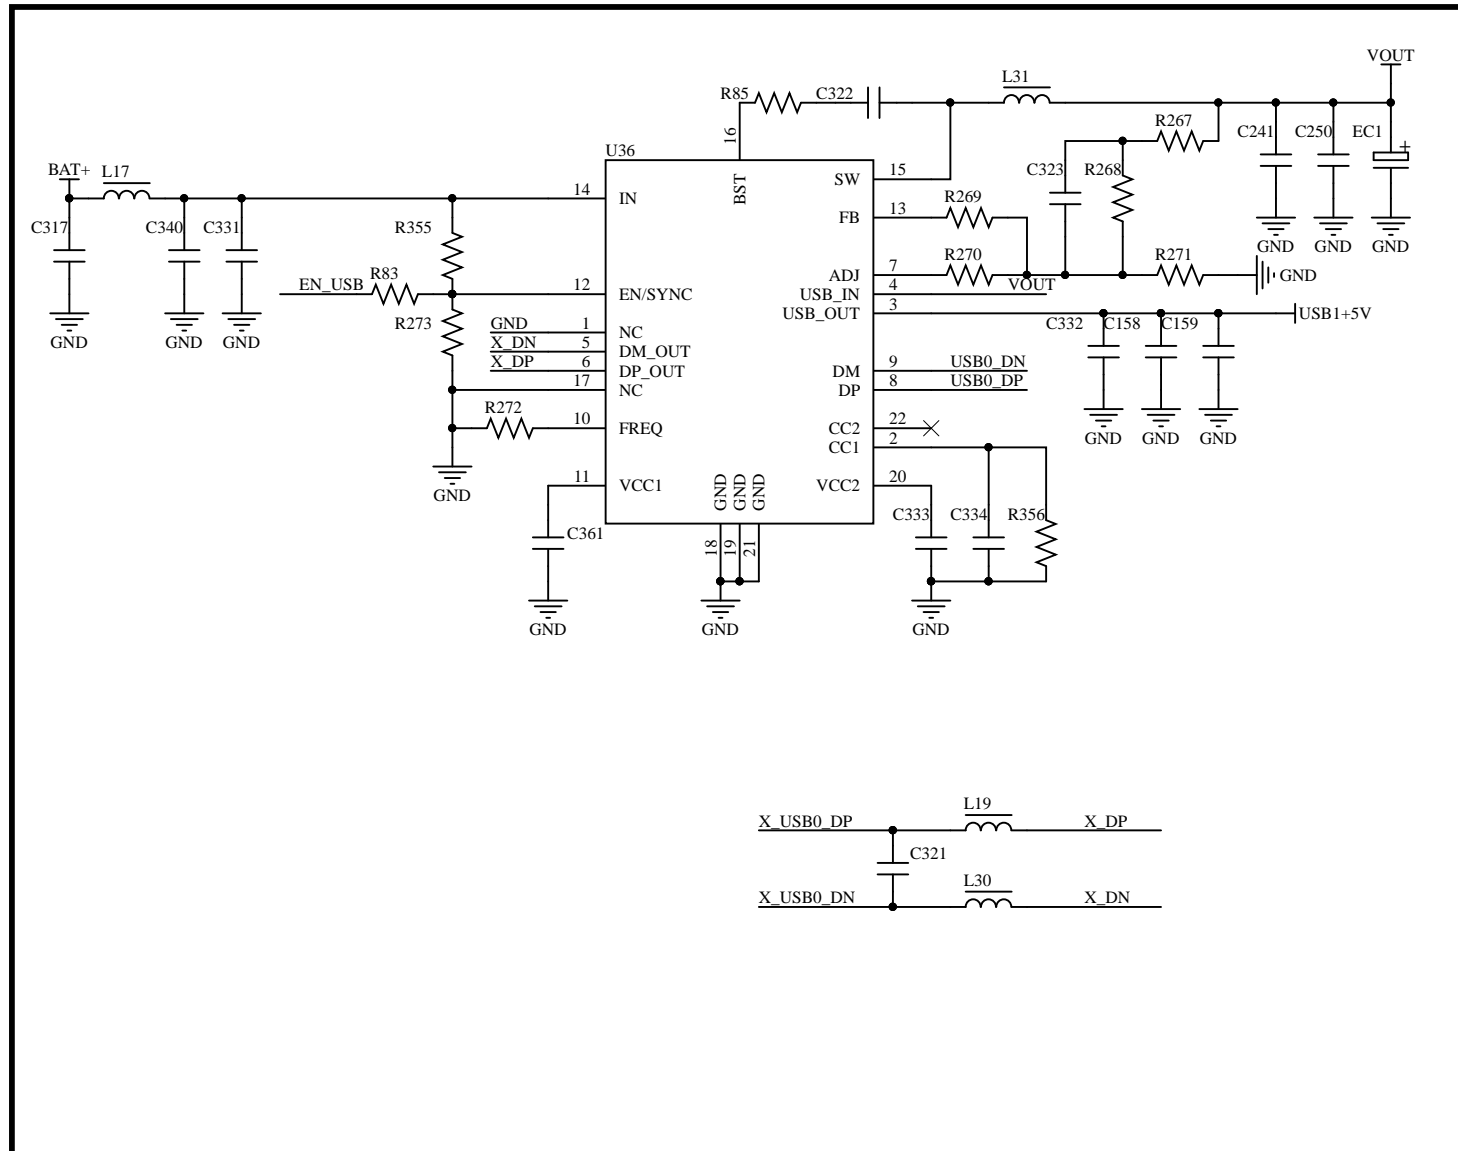 VOUT
L31
R85
C322
R267
C241
C250
EC1
+
16
U36
BAT+
L17
C323
R268
15
SW
BST
14
IN
R269
13
FB
C317
C340
C331
R355
GND
GND
GND
R270
7
ADJ
R271
GND
R83
EN_USB
12
EN/SYNC
4
USB_IN
VOUT
3
USB_OUT
USB1+5V
R273
C332
C158
C159
GND
1
NC
GND
GND
GND
X_DN
5
DM_OUT
X_DP
6
DP_OUT
9
DM
USB0_DN
17
NC
8
DP
USB0_DP
R272
10
FREQ
22
CC2
2
CC1
GND
GND
GND
GND
11
VCC1
GND
GND
GND
20
VCC2
C333
C334
R356
C361
18
19
21
GND
GND
GND
L19
X_USB0_DP
X_DP
C321
L30
X_USB0_DN
X_DN